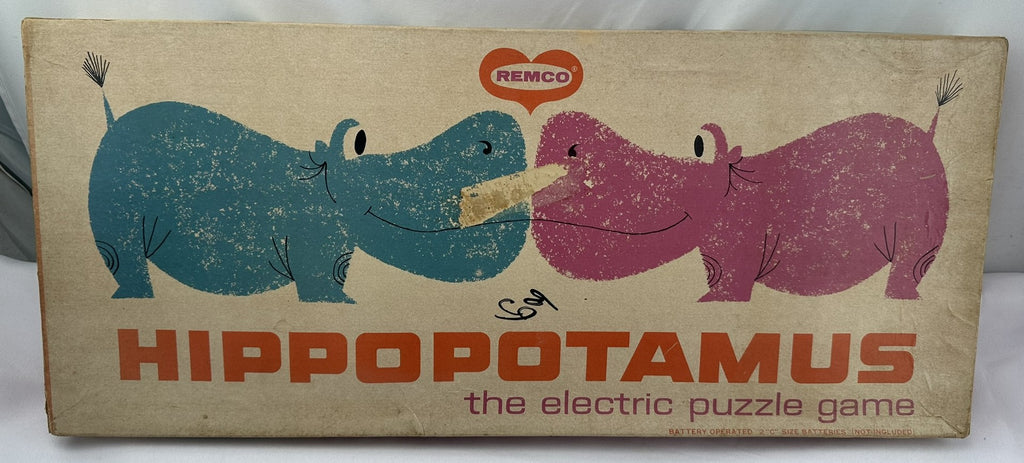 REMCO®
HIPPOPOTAMUS
the electric puzzle game
BATTERY OPERATED 2 "C" SIZE BATTERIES (NOT INCLUDED)